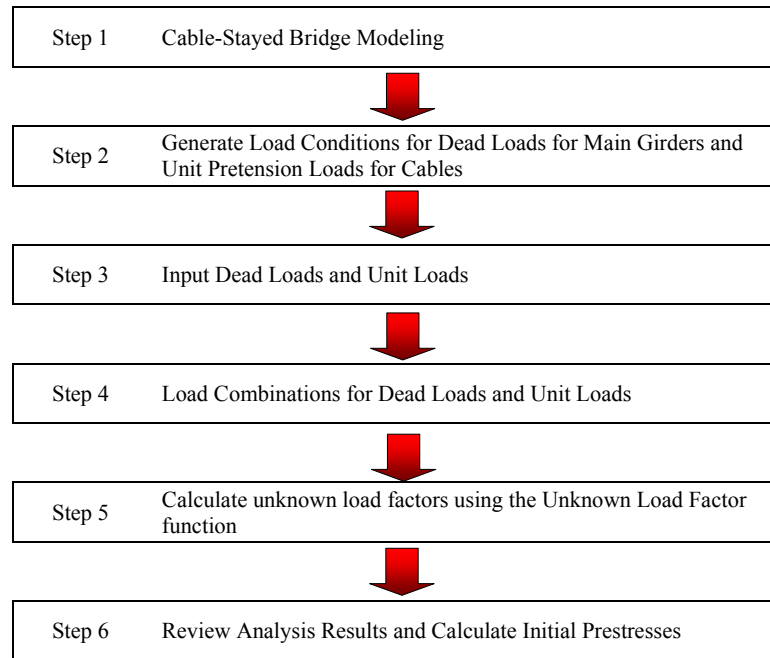 Step 1 Cable-Stayed Bridge Modeling
Step 2 Generate Load Conditions for Dead Loads for Main Girders and
Unit Pretension Loads for Cables
Step 3 Input Dead Loads and Unit Loads
Step 4 Load Combinations for Dead Loads and Unit Loads
Step 5 Calculate unknown load factors using the Unknown Load Factor
function
Step 6 Review Analysis Results and Calculate Initial Prestresses